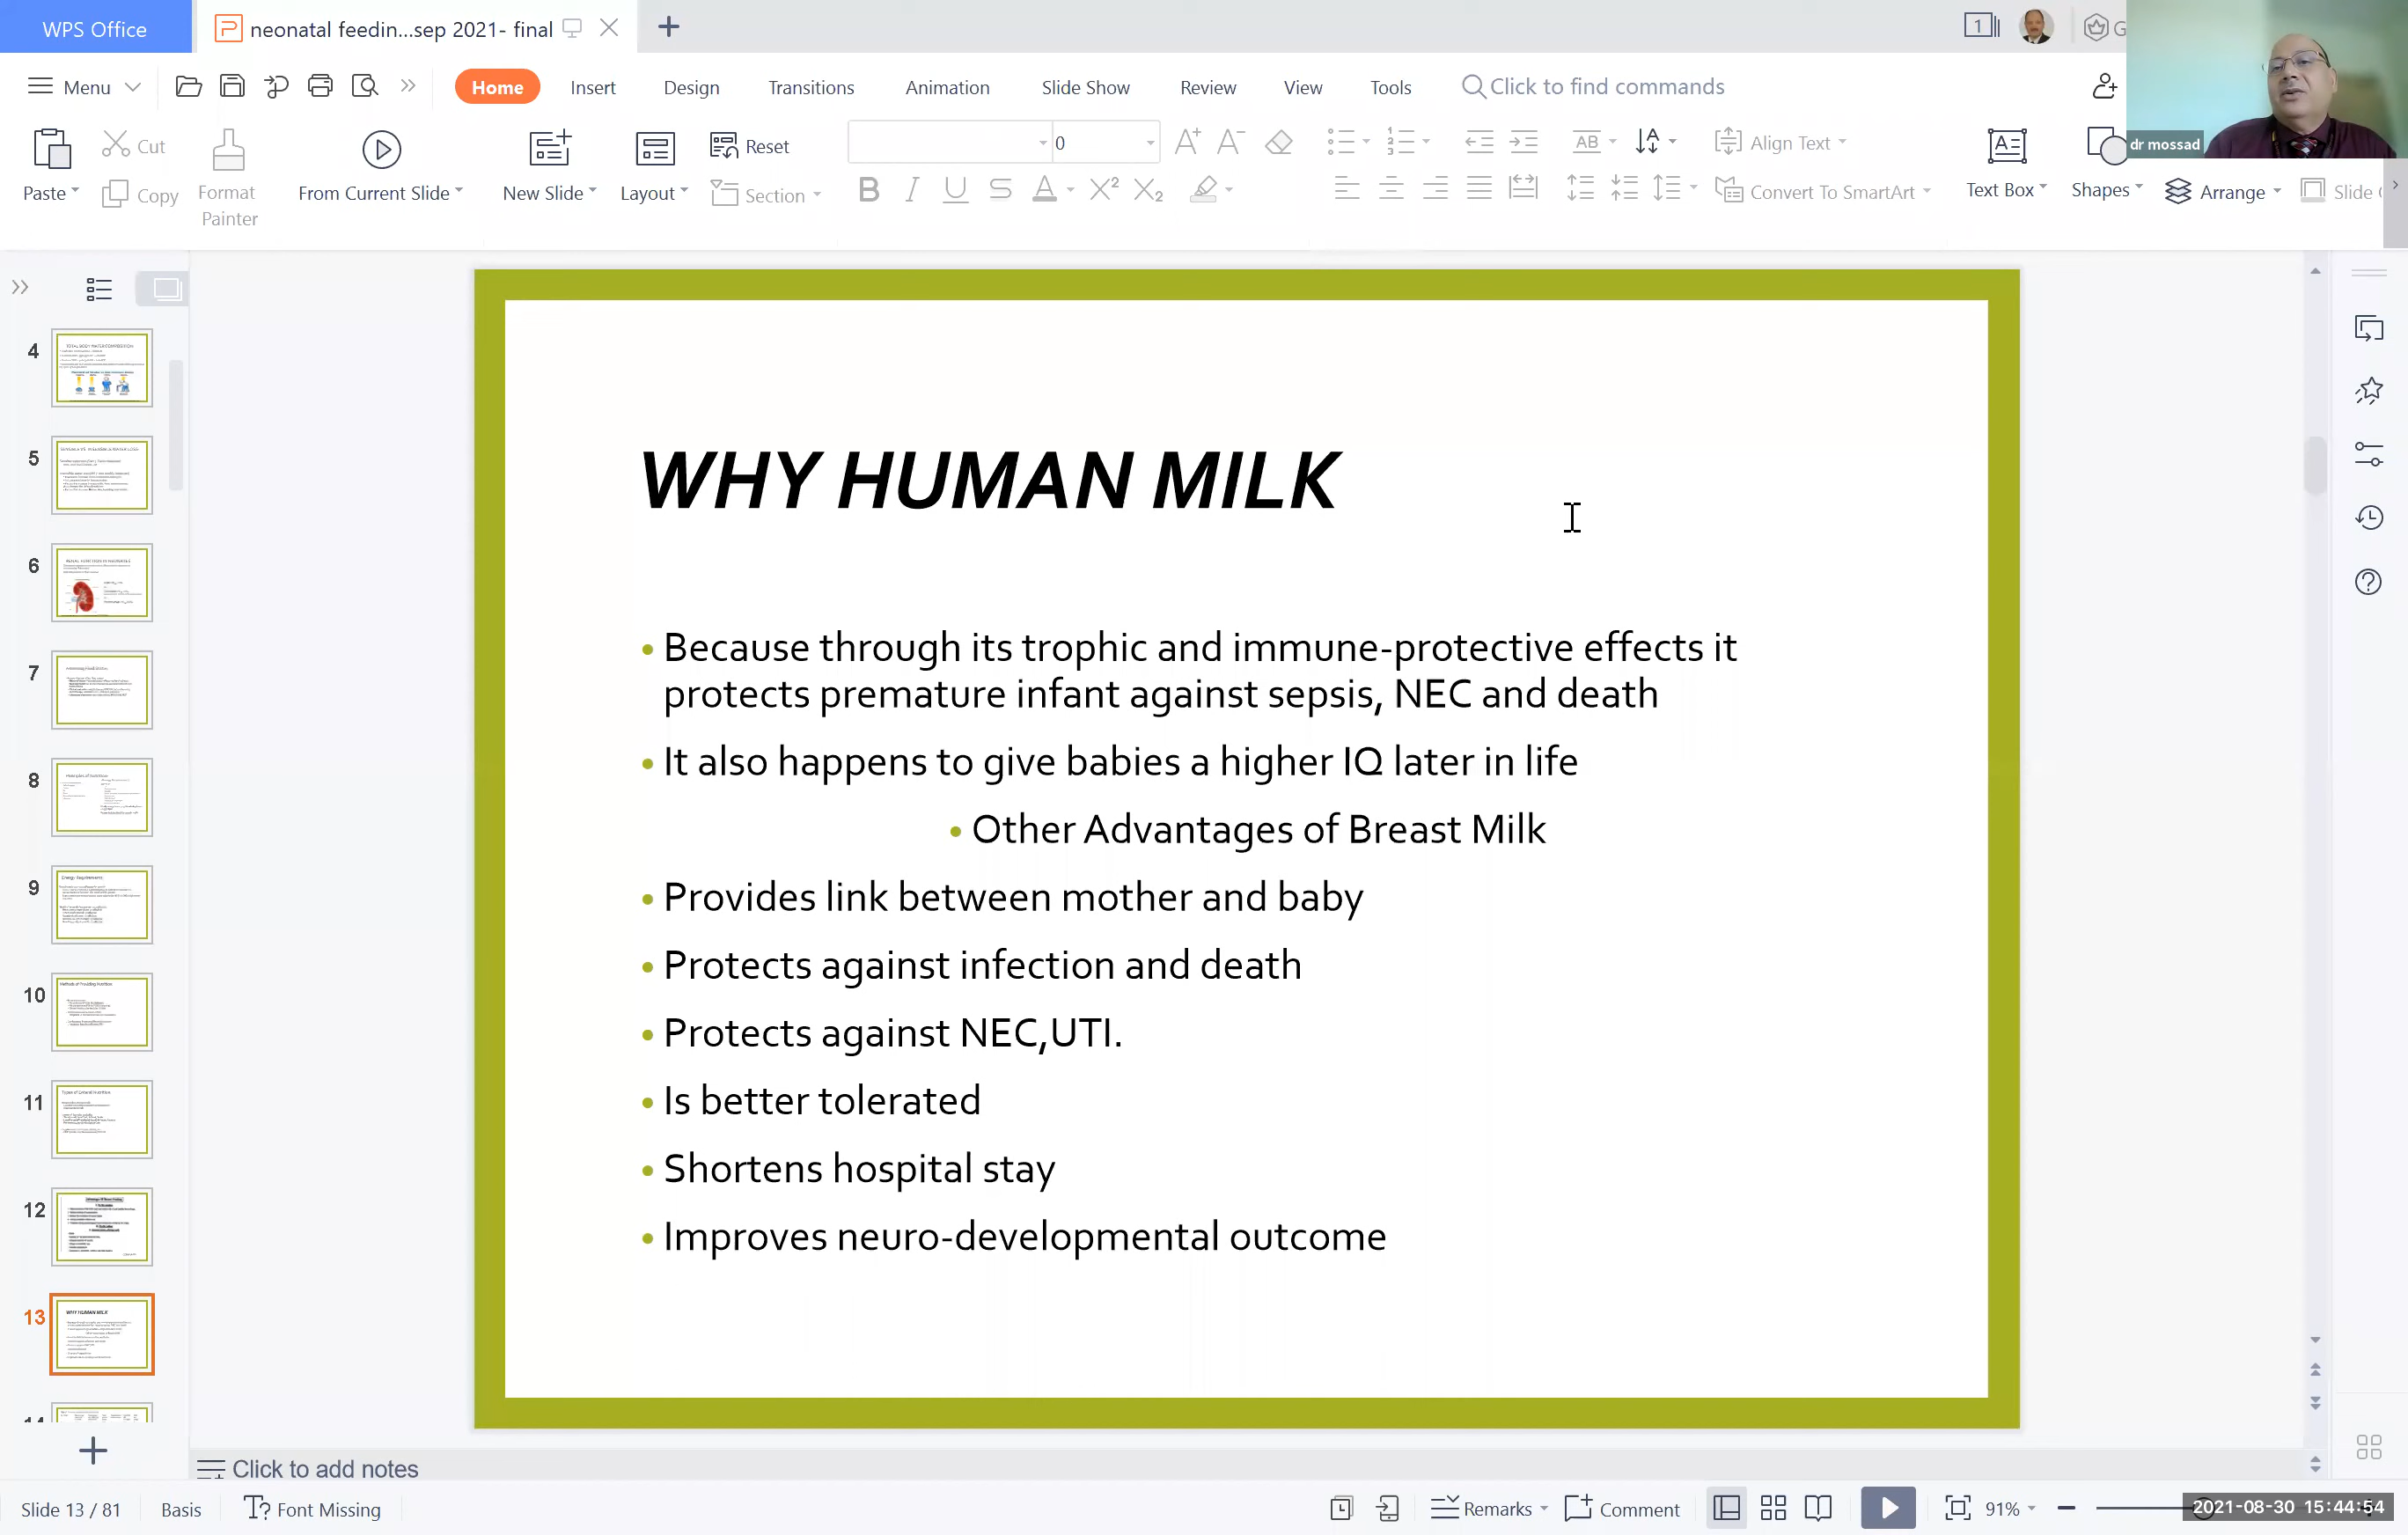 WPS Office
neonatal feedin...sep 2021- final
1
G
Menu
Home
Insert
Design
Transitions
Animation
Slide Show
Review
View
Tools
Click to find commands
dr mossad
Paste
Cut
Copy
Format
Painter
From Current Slide
New Slide
Layout
Reset
Section
0
Align Text
Convert To SmartArt
Text Box
Shapes
Arrange
Slide
4
5
6
7
8
9
10
11
12
13
14
WHY HUMAN MILK
• Because through its trophic and immune-protective effects it
protects premature infant against sepsis, NEC and death
• It also happens to give babies a higher IQ later in life
• Other Advantages of Breast Milk
• Provides link between mother and baby
• Protects against infection and death
• Protects against NEC,UTI.
• Is better tolerated
• Shortens hospital stay
• Improves neuro-developmental outcome
Click to add notes
Slide 13 / 81
Basis
Font Missing
Remarks
Comment
91%
2021-08-30 15:44:54